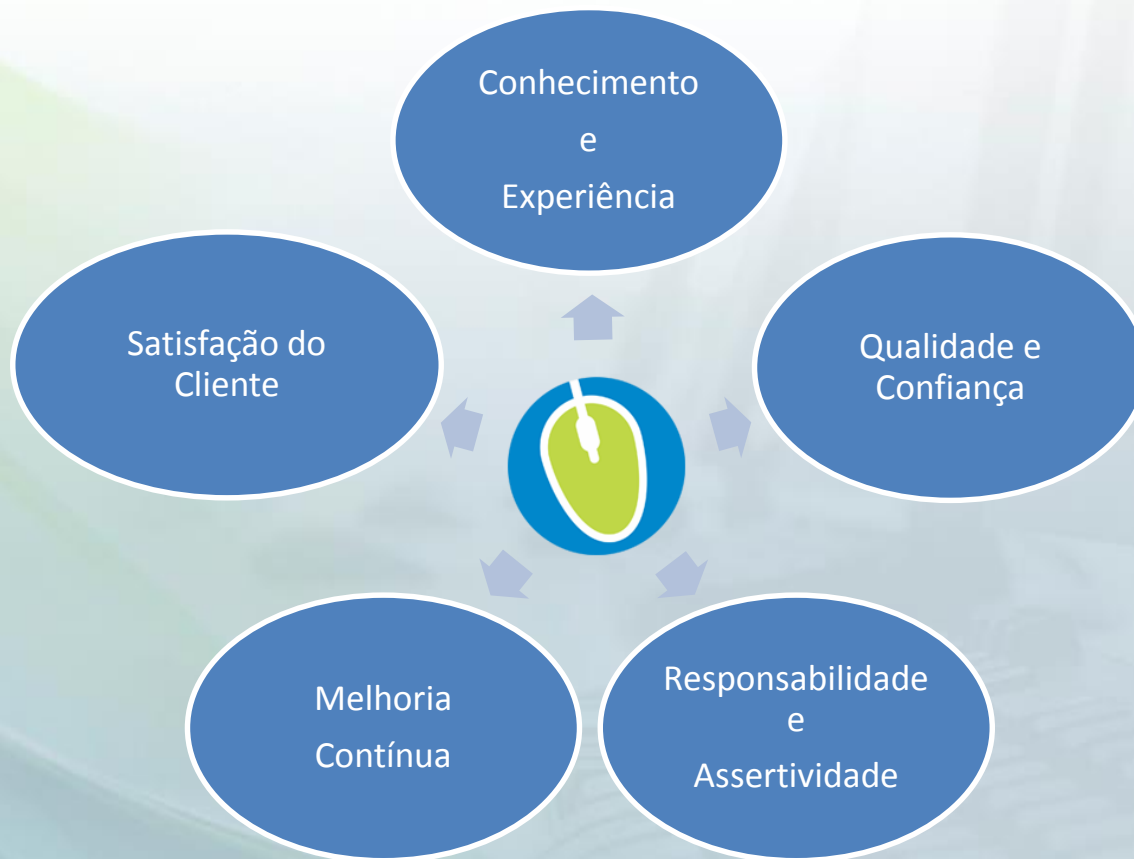 Conhecimento
e
Experiência
Satisfação do
Cliente
Qualidade e
Confiança
Melhoria
Contínua
Responsabilidade
e
Assertividade